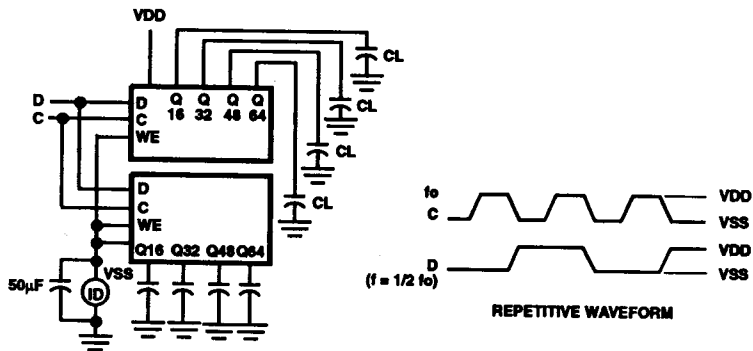 VDD
D
C
D
C
WE
Q 16
Q 32
Q 48
Q 64
CL
CL
CL
CL
D
C
WE
Q16 Q32 Q48 Q64
VSS
50μF
ID
fo
C
VDD
VSS
D
(f = 1/2 fo)
VDD
VSS
REPETITIVE WAVEFORM